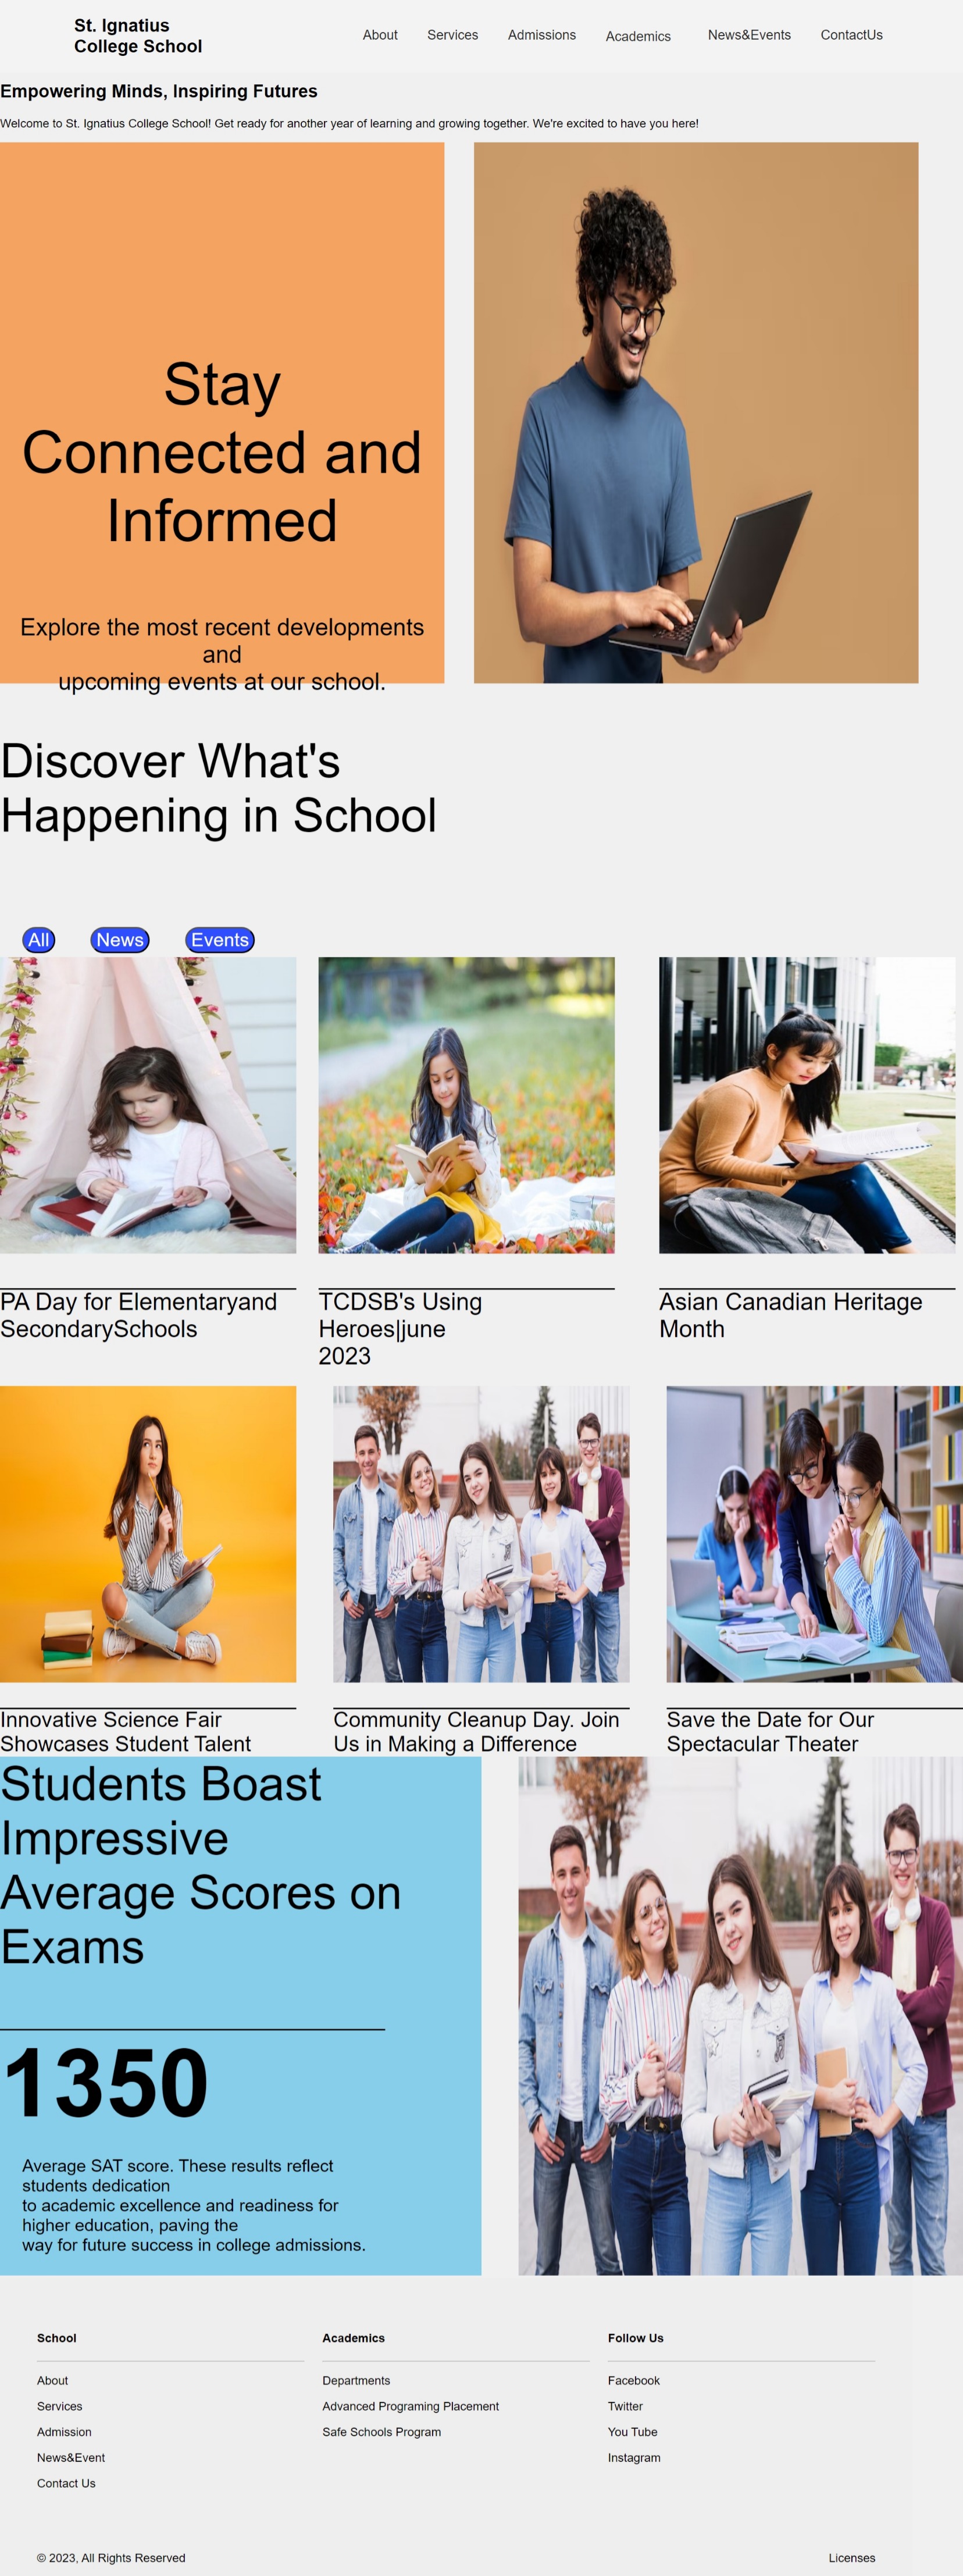 St. Ignatius
College School
About
Services
Admissions
Academics
News&Events
ContactUs
Empowering Minds, Inspiring Futures
Welcome to St. Ignatius College School! Get ready for another year of learning and growing together. We're excited to have you here!
Stay
Connected and
Informed
Explore the most recent developments
and
upcoming events at our school.
Discover What's
Happening in School
All
News
Events
PA Day for Elementaryand
SecondarySchools
TCDSB's Using
Heroes|june
2023
Asian Canadian Heritage
Month
Innovative Science Fair
Showcases Student Talent
Community Cleanup Day. Join
Us in Making a Difference
Save the Date for Our
Spectacular Theater
Students Boast
Impressive
Average Scores on
Exams
1350
Average SAT score. These results reflect
students dedication
to academic excellence and readiness for
higher education, paving the
way for future success in college admissions.
School
About
Services
Admission
News&Event
Contact Us
Academics
Departments
Advanced Programing Placement
Safe Schools Program
Follow Us
Facebook
Twitter
You Tube
Instagram
© 2023, All Rights Reserved
Licenses